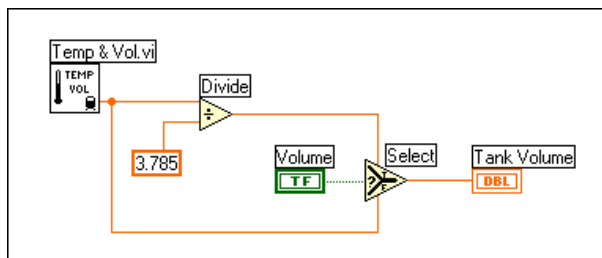 Temp & Vol.vi
TEMP
VOL
Divide
÷
3.785
Volume
TF
Select
? T
F
Tank Volume
DBL